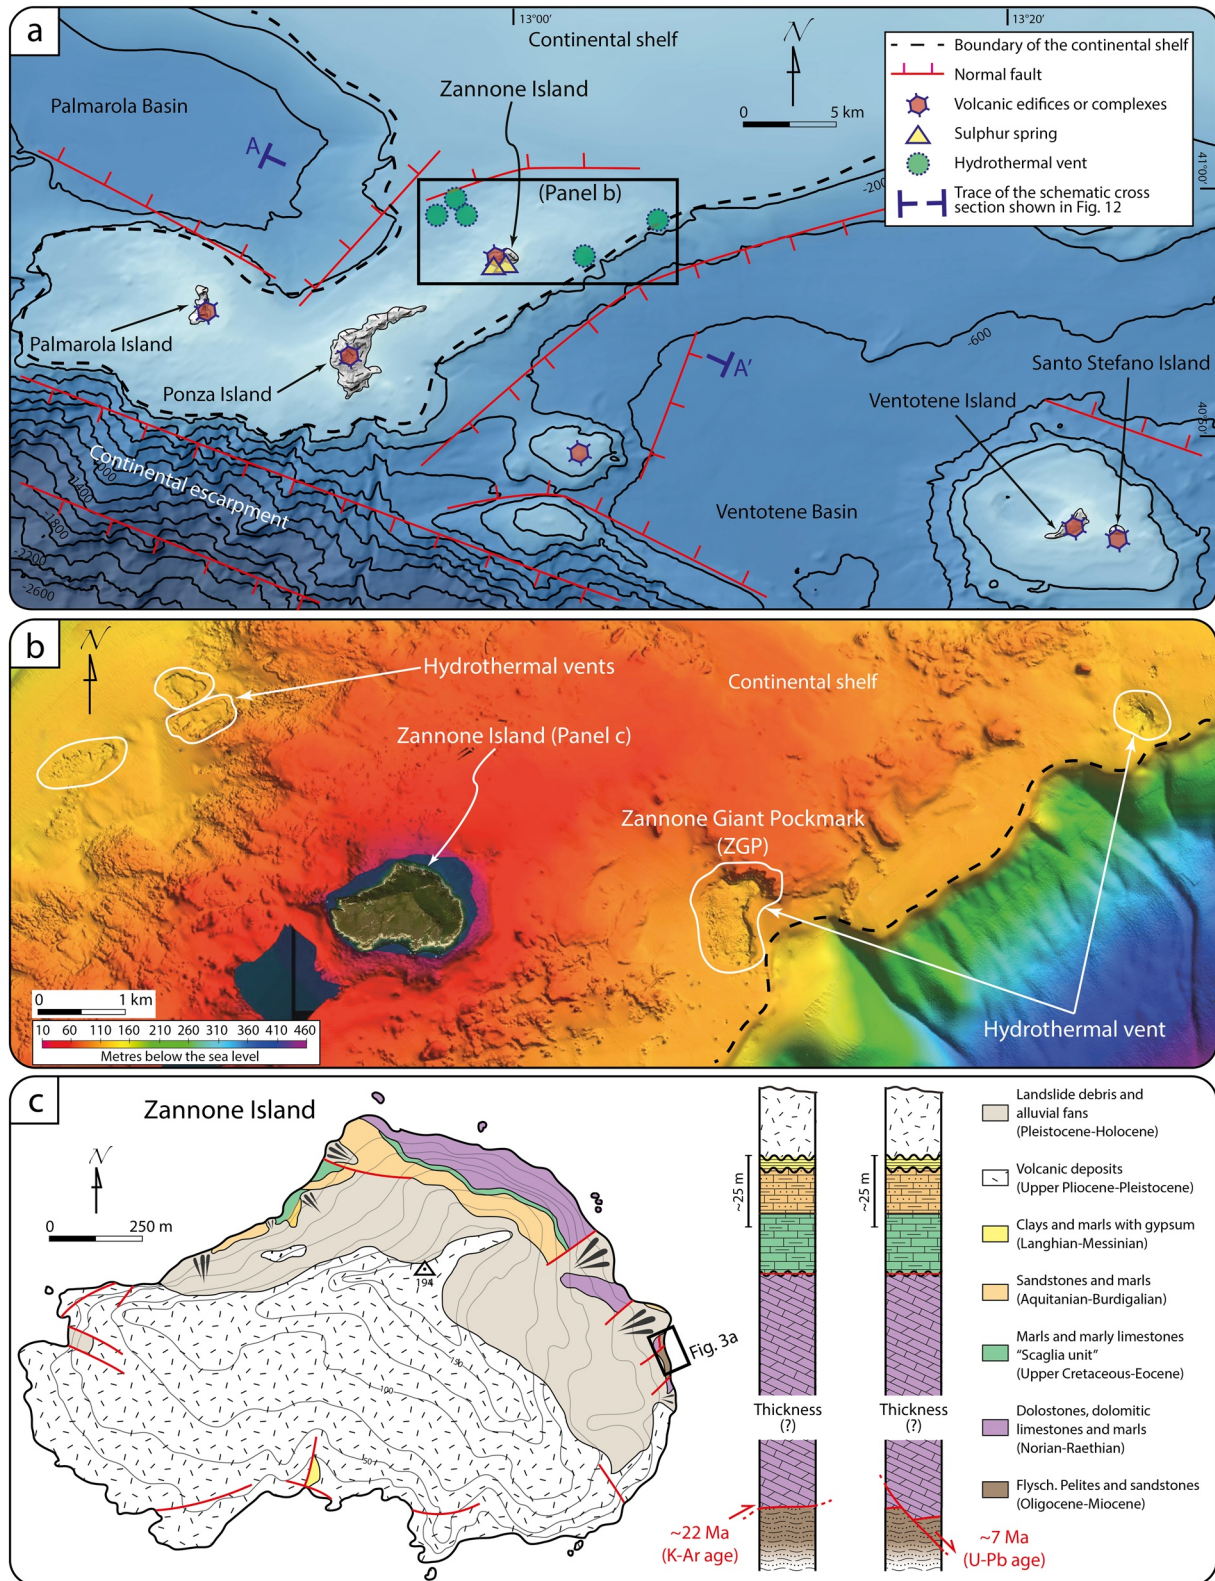 a
13°00'
13°20'
Continental shelf
N
Boundary of the continental shelf
Normal fault
Volcanic edifices or complexes
Sulphur spring
Hydrothermal vent
Trace of the schematic cross
section shown in Fig. 12
Palmarola Basin
Zannone Island
0 5 km
A
(Panel b)
-200
41°00'
Palmarola Island
Ponza Island
-600
A'
Santo Stefano Island
Ventotene Island
40°50'
Continental escarpment
-1400
-1800
-2200
-2600
Ventotene Basin
b
N
Hydrothermal vents
Continental shelf
Zannone Island (Panel c)
Zannone Giant Pockmark
(ZGP)
Hydrothermal vent
0 1 km
10 60 110 160 210 260 310 360 410 460
Metres below the sea level
c
Zannone Island
N
0 250 m
194
150
100
50
Fig. 3a
~25 m
~25 m
Thickness
(?)
Thickness
(?)
~22 Ma
(K-Ar age)
~7 Ma
(U-Pb age)
Landslide debris and
alluvial fans
(Pleistocene-Holocene)
Volcanic deposits
(Upper Pliocene-Pleistocene)
Clays and marls with gypsum
(Langhian-Messinian)
Sandstones and marls
(Aquitanian-Burdigalian)
Marls and marly limestones
"Scaglia unit"
(Upper Cretaceous-Eocene)
Dolostones, dolomitic
limestones and marls
(Norian-Raethian)
Flysch. Pelites and sandstones
(Oligocene-Miocene)